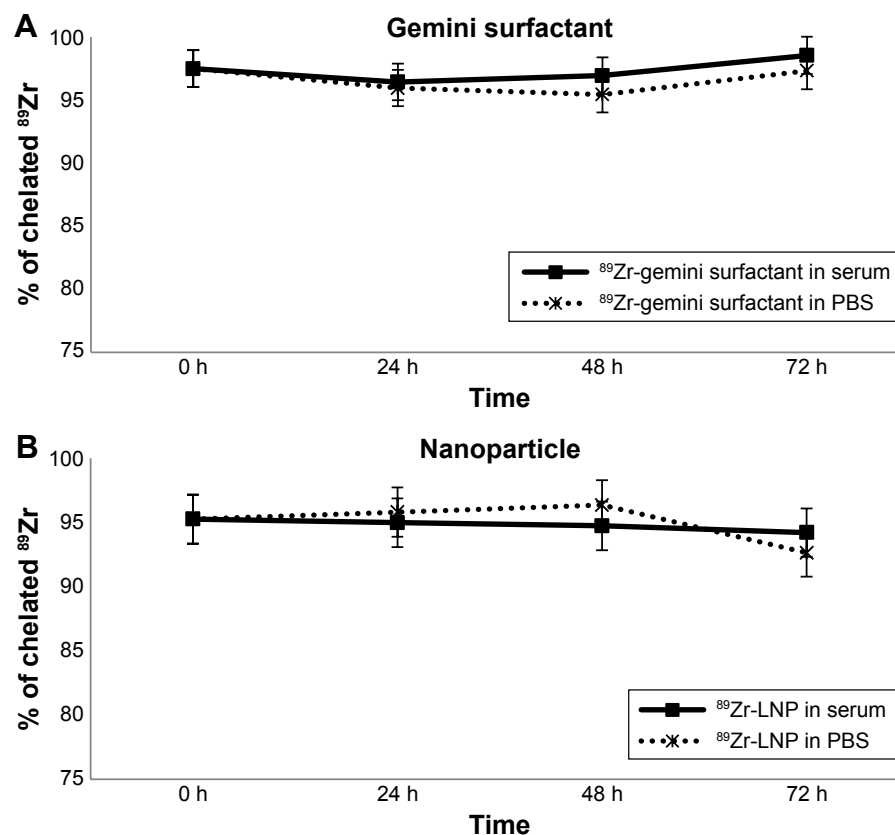 A
Gemini surfactant
% of chelated ⁸⁹Zr
100
95
90
85
80
75
⁸⁹Zr-gemini surfactant in serum
⁸⁹Zr-gemini surfactant in PBS
0 h 24 h 48 h 72 h
Time
B
Nanoparticle
% of chelated ⁸⁹Zr
100
95
90
85
80
75
⁸⁹Zr-LNP in serum
⁸⁹Zr-LNP in PBS
0 h 24 h 48 h 72 h
Time